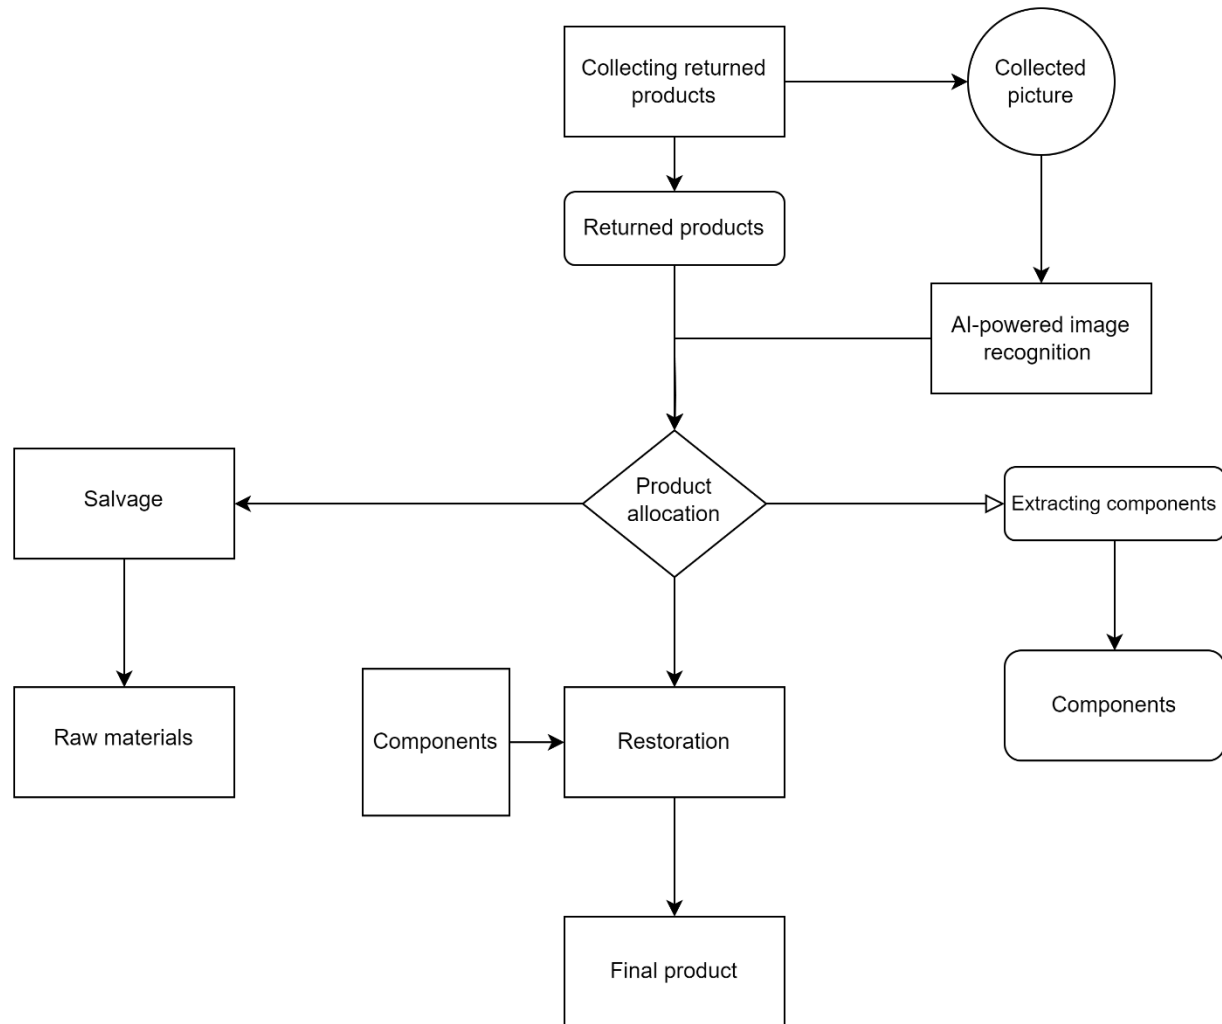 Collecting returned
products
Collected
picture
Returned products
AI-powered image
recognition
Salvage
Product
allocation
Extracting components
Raw materials
Components
Restoration
Components
Final product